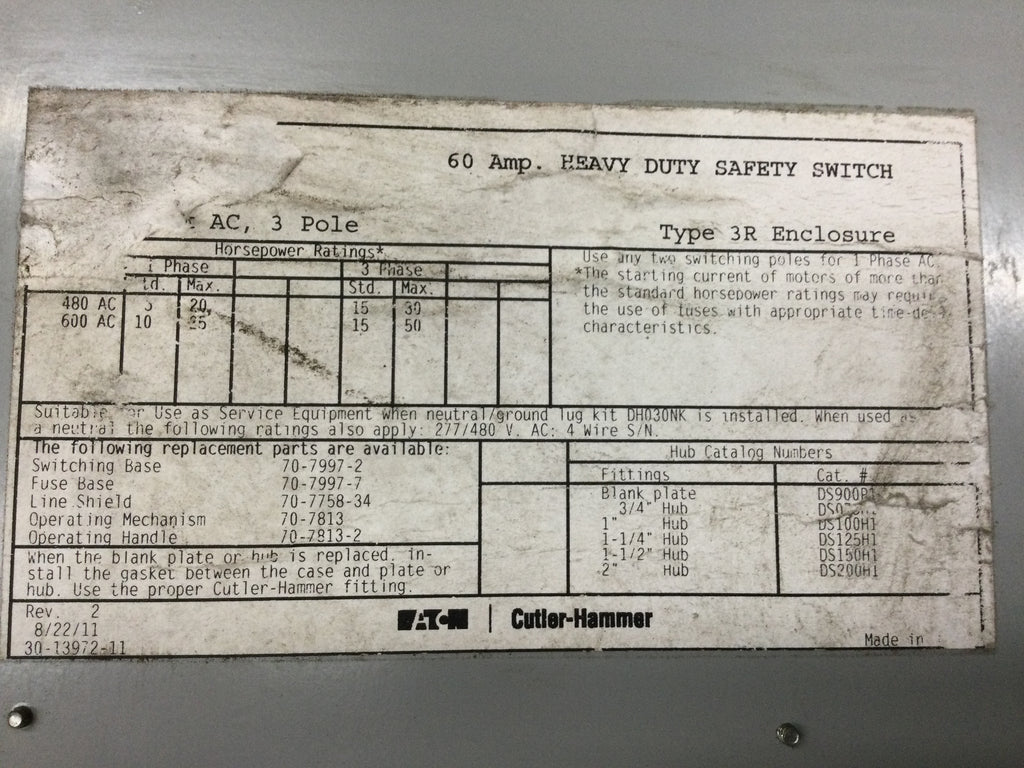 60 Amp. HEAVY DUTY SAFETY SWITCH
AC, 3 Pole
Type 3R Enclosure
Horsepower Ratings*
Phase 3 Phase
Max. Std. Max.
480 AC 20 15 30
600 AC 10 15 50
Use any two switching poles for 1 Phase AC.
*The starting current of motors of more than
the standard horsepower ratings may
the use of fuses with appropriate
characteristics.
Suitable for Use as Service Equipment when neutral/ground lug kit DH030NK is installed. When used as
a neutral the following ratings also apply: 277/480 V. AC: 4 Wire S/N.
The following replacement parts are available:
Switching Base 70-7997-2
Fuse Base 70-7997-7
Line Shield 70-7758-34
Operating Mechanism 70-7813
Operating Handle 70-7813-2
When the blank plate or hub is replaced, in-
stall the gasket between the case and plate or
hub. Use the proper Cutler-Hammer fitting.
Hub Catalog Numbers
Fittings Cat. #
Blank plate
3/4" Hub
1" Hub DS100H1
1-1/4" Hub DS125H1
1-1/2" Hub DS150H1
2" Hub DS200H1
Rev. 2
8/22/11
30-13972-11
EATON | Cutler-Hammer
Made in